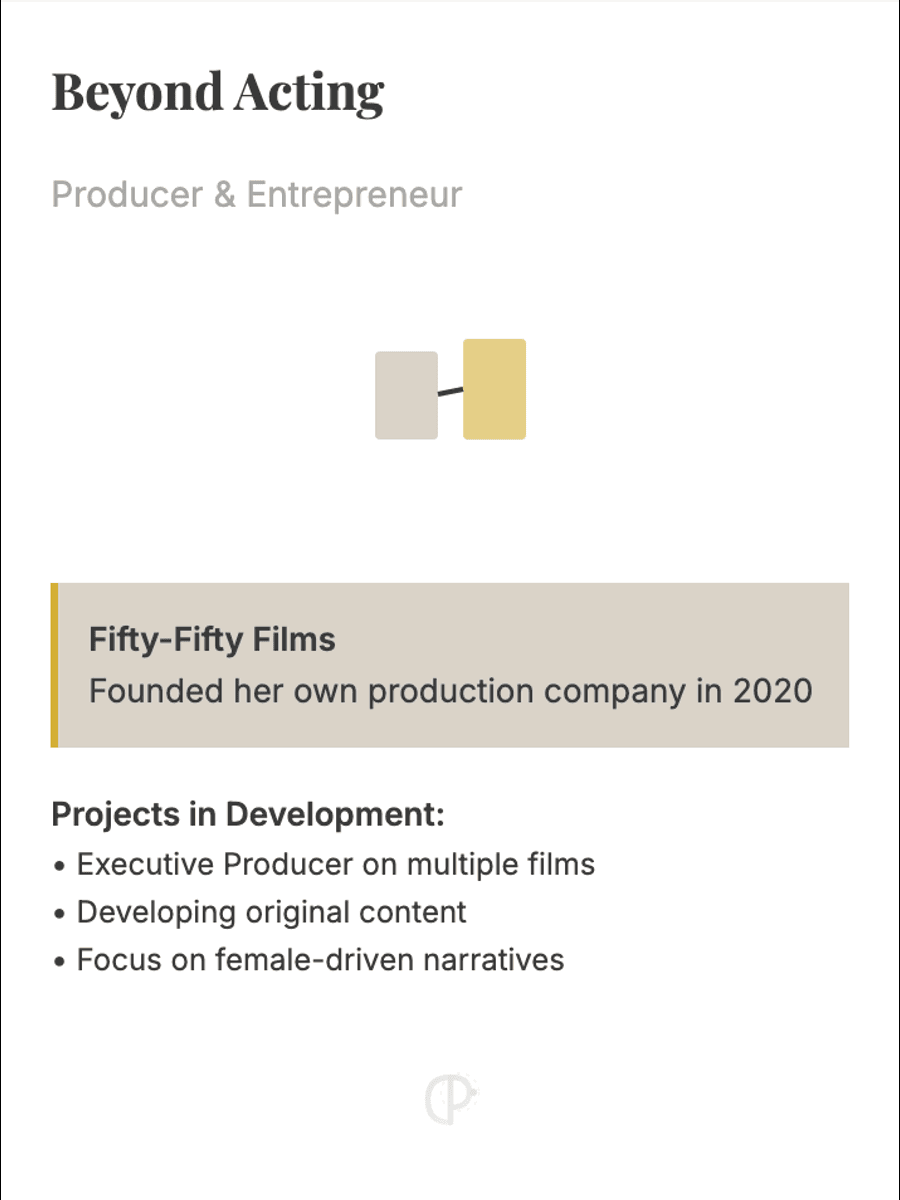 Beyond Acting
Producer & Entrepreneur
Fifty-Fifty Films
Founded her own production company in 2020
Projects in Development:
• Executive Producer on multiple films
• Developing original content
• Focus on female-driven narratives